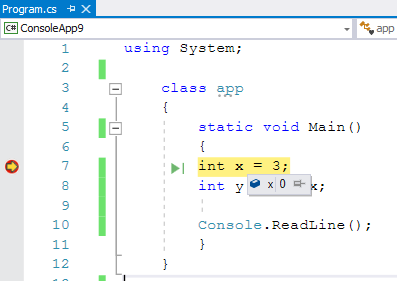 Program.cs
C# ConsoleApp9 app
1 using System;
2
3 class app
4 {
5 static void Main()
6 {
7 int x = 3;
8 int y x;
x 0
9
10 Console.ReadLine();
11 }
12 }